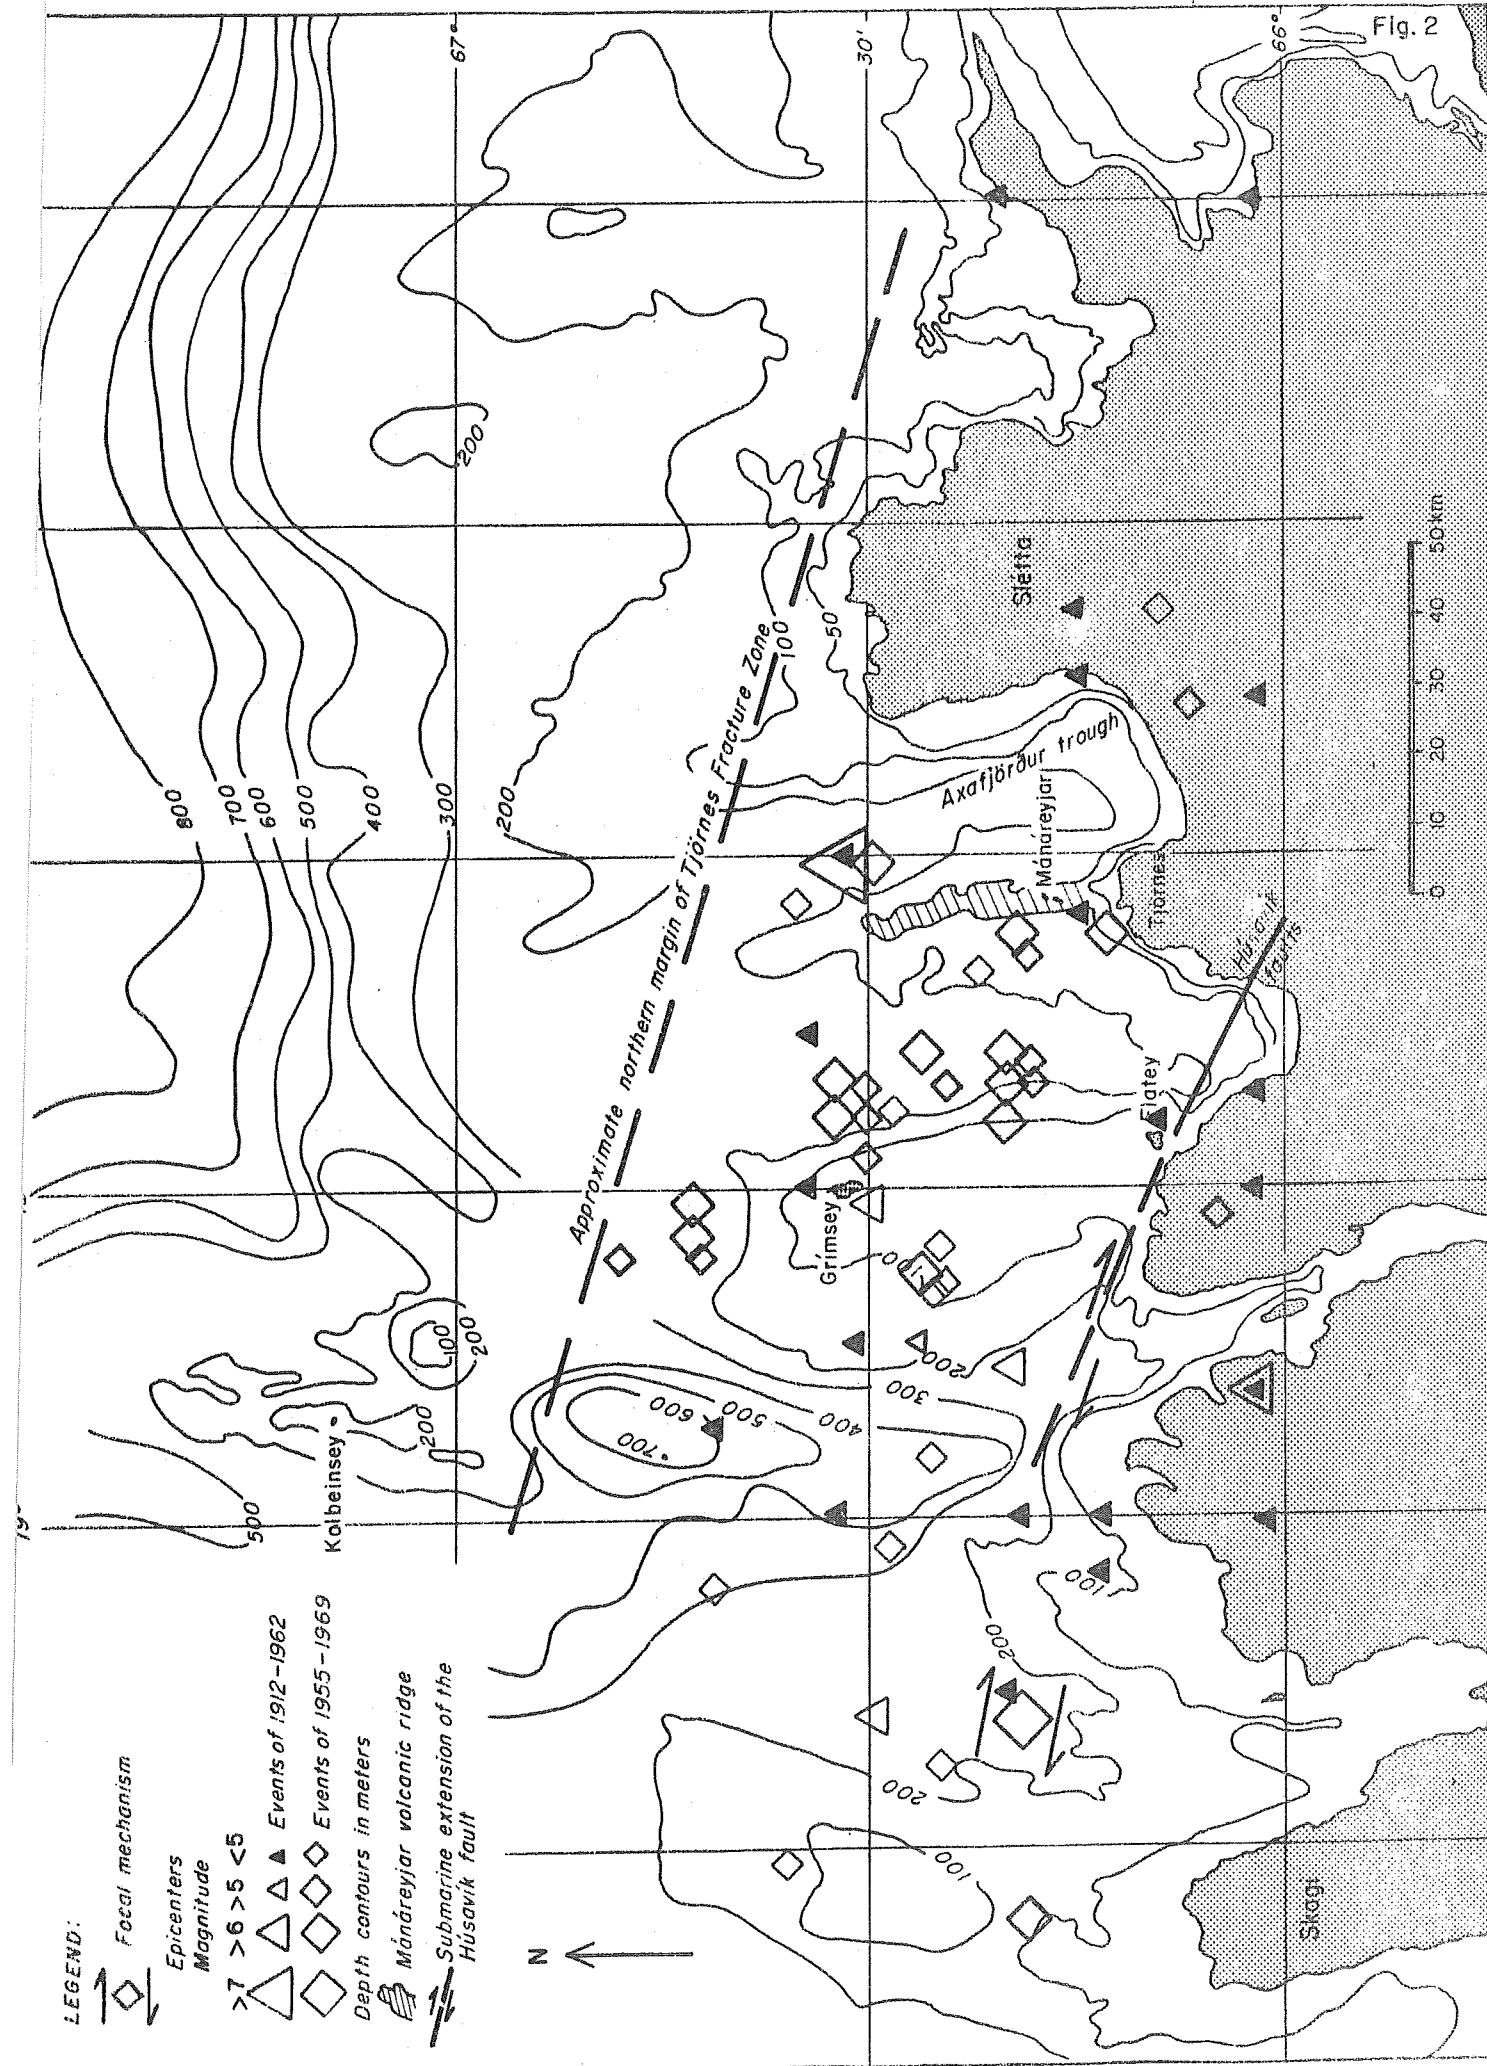 Fig. 2
LEGEND:
Focal mechanism
Epicenters
Magnitude
>7 >6 >5 <5
Events of 1912-1962
Events of 1955-1969
Depth contours in meters
Mánáreyjar volcanic ridge
Submarine extension of the
Húsavík fault
N
19°
67°
30'
66°
800
700
600
500
400
300
200
200
100
50
500
Kolbeinsey
200
100
200
Approximate northern margin of Tjörnes Fracture Zone
700
600
500
400
300
200
Grímsey
Axafjörður trough
Mánáreyjar
Slétta
Tjörnes
Húsavík
faults
Flatey
100
200
200
100
Skagi
0 10 20 30 40 50km